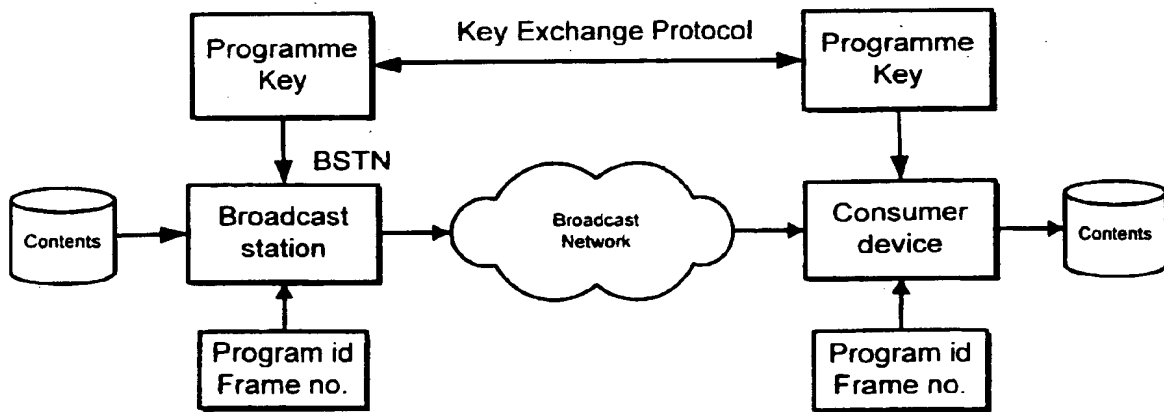 Programme
Key
Key Exchange Protocol
Programme
Key
BSTN
Contents
Broadcast
station
Broadcast
Network
Consumer
device
Contents
Program id
Frame no.
Program id
Frame no.